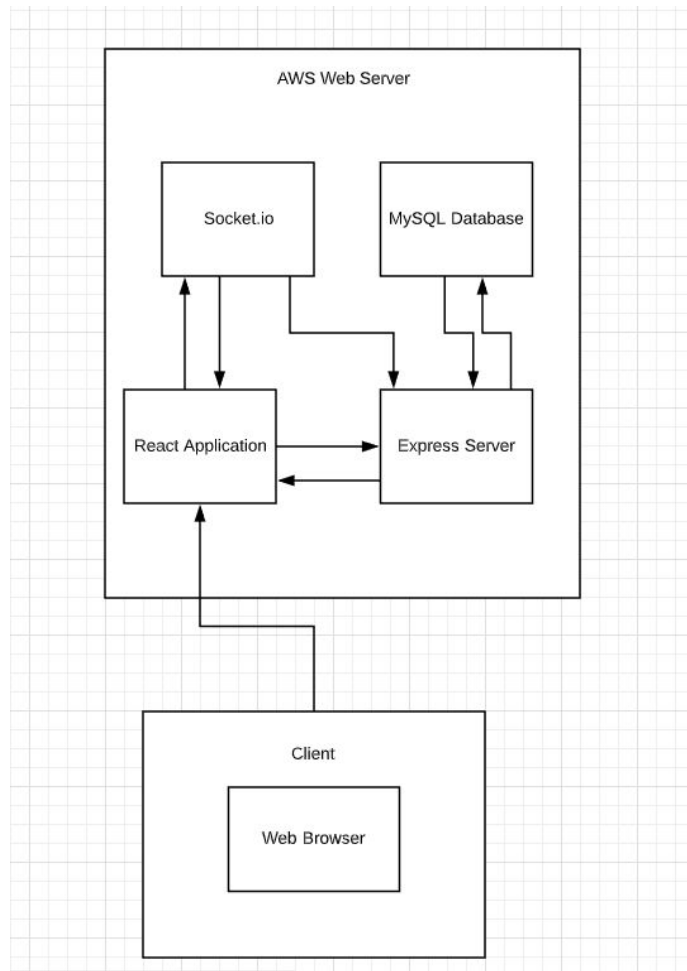 AWS Web Server
Socket.io
MySQL Database
React Application
Express Server
Client
Web Browser